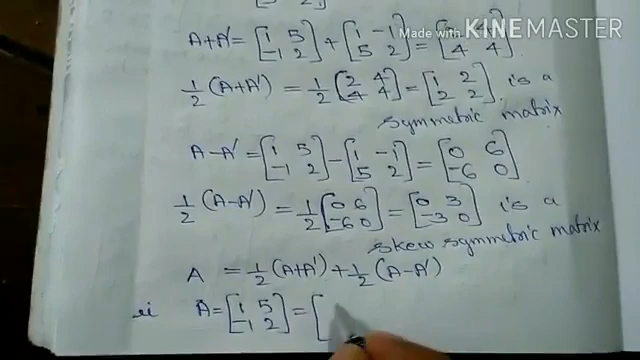 Made with KINEMASTER
A+A' = [1 5 -1 2] + [1 -1 5 2] = [2 4 4 4]
1/2 (A+A') = 1/2 [2 4 4 4] = [1 2 2 2] is a
symmetric matrix
A-A' = [1 5 -1 2] - [1 -1 5 2] = [0 6 -6 0]
1/2 (A-A') = 1/2 [0 6 -6 0] = [0 3 -3 0] is a
skew symmetric matrix
A = 1/2 (A+A') + 1/2 (A-A')
A = [1 5 -1 2] = [